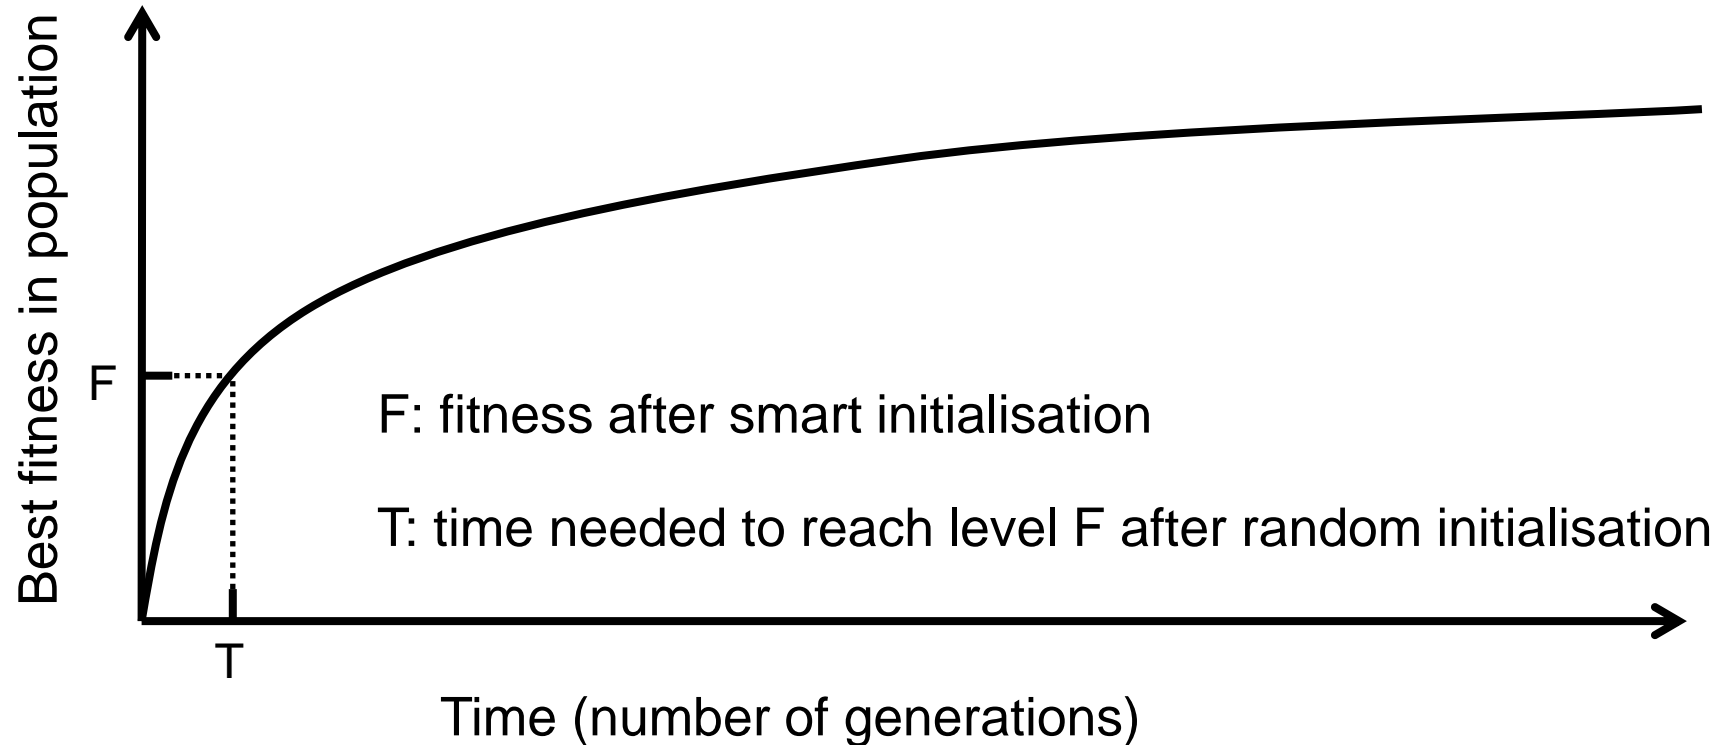 Best fitness in population
F
F: fitness after smart initialisation
T: time needed to reach level F after random initialisation
T
Time (number of generations)